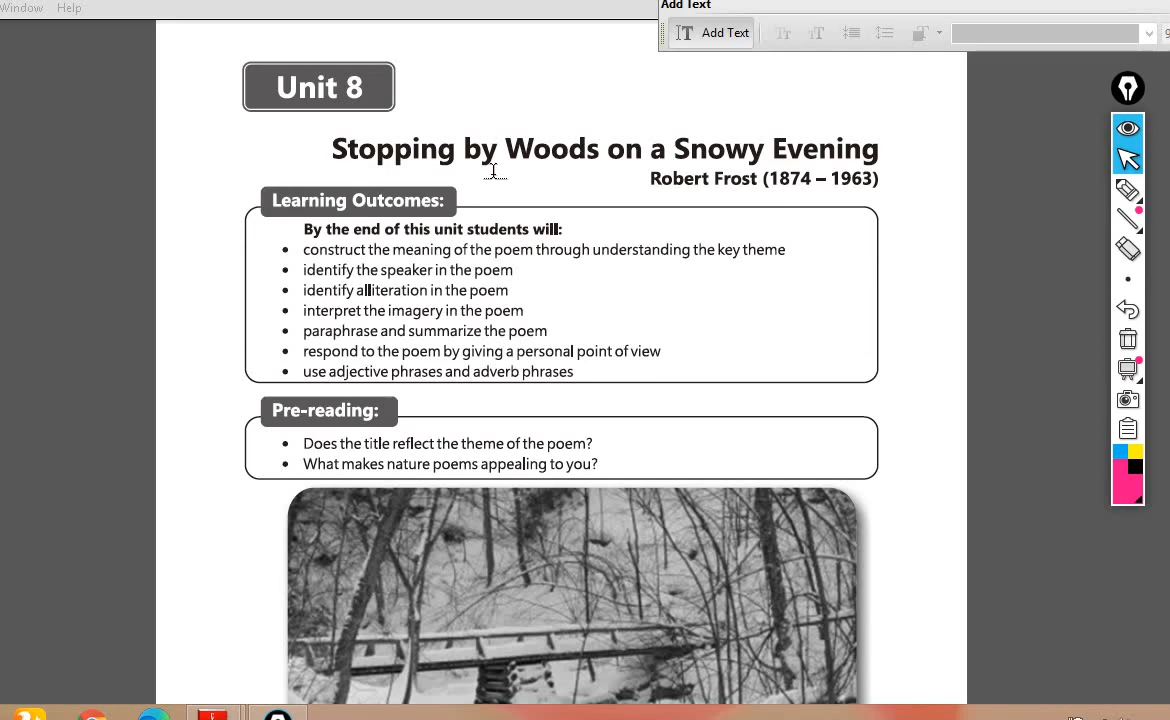 Window Help
Add Text
Add Text
Unit 8
Stopping by Woods on a Snowy Evening
Robert Frost (1874 – 1963)
Learning Outcomes:
By the end of this unit students will:
• construct the meaning of the poem through understanding the key theme
• identify the speaker in the poem
• identify alliteration in the poem
• interpret the imagery in the poem
• paraphrase and summarize the poem
• respond to the poem by giving a personal point of view
• use adjective phrases and adverb phrases
Pre-reading:
• Does the title reflect the theme of the poem?
• What makes nature poems appealing to you?